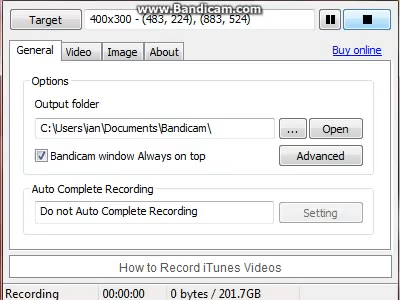 www.Bandicam.com
Target 400x300 - (483, 224), (883, 524)
General Video Image About Buy online
Options
Output folder
C:\Users\ian\Documents\Bandicam\ ... Open
Bandicam window Always on top Advanced
Auto Complete Recording
Do not Auto Complete Recording Setting
How to Record iTunes Videos
Recording 00:00:00 0 bytes / 201.7GB